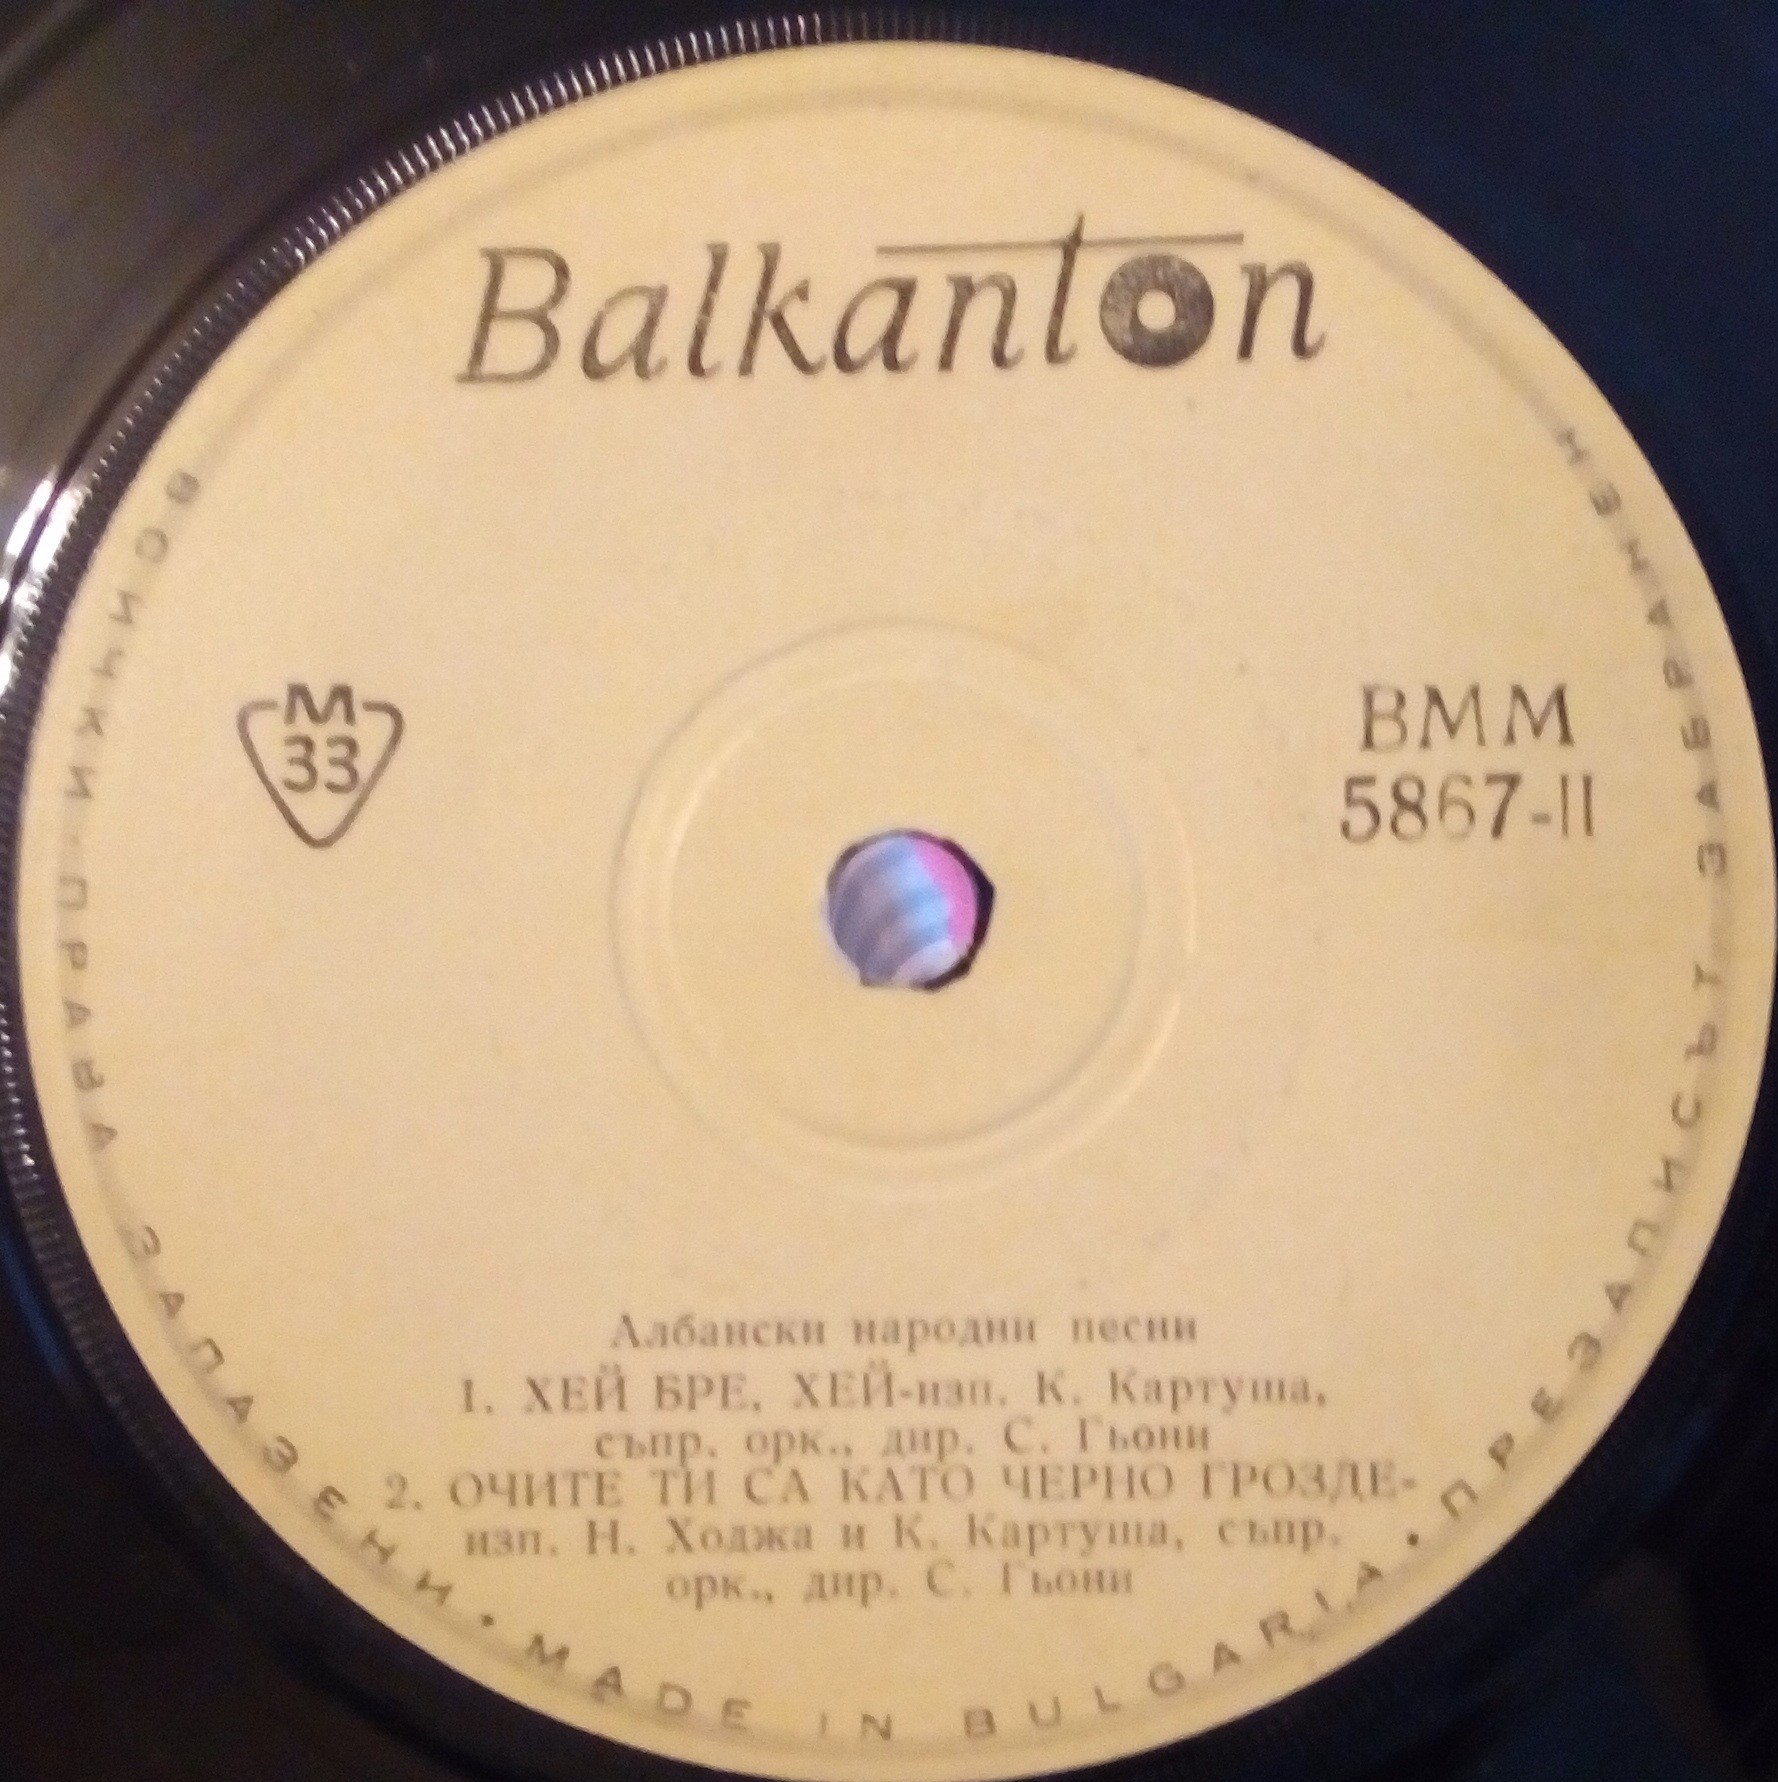 Balkanton
M
33
ВММ
5867-II
Албански народни песни
1. ХЕЙ БРЕ, ХЕЙ-изп. К. Картуша,
съпр. орк., дир. С. Гьони
2. ОЧИТЕ ТИ СА КАТО ЧЕРНО ГРОЗДЕ-
изп. Н. Ходжа и К. Картуша, съпр.
орк., дир. С. Гьони
ВСИЧКИ ПРАВА ЗАПАЗЕНИ • MADE IN BULGARIA • ПРЕЗАПИСЪТ ЗАБРАНЕН